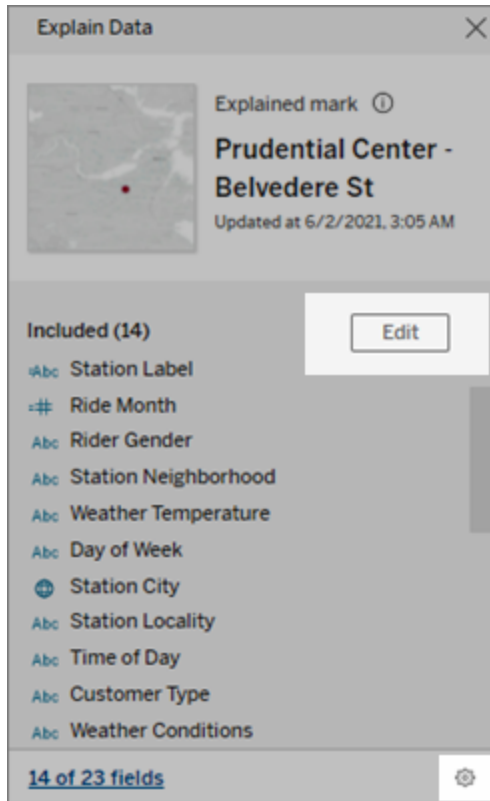 Explain Data
Explained mark
Prudential Center -
Belvedere St
Updated at 6/2/2021, 3:05 AM
Included (14)
Edit
=Abc Station Label
=# Ride Month
Abc Rider Gender
Abc Station Neighborhood
Abc Weather Temperature
Abc Day of Week
Station City
Abc Station Locality
Abc Time of Day
Abc Customer Type
Abc Weather Conditions
14 of 23 fields